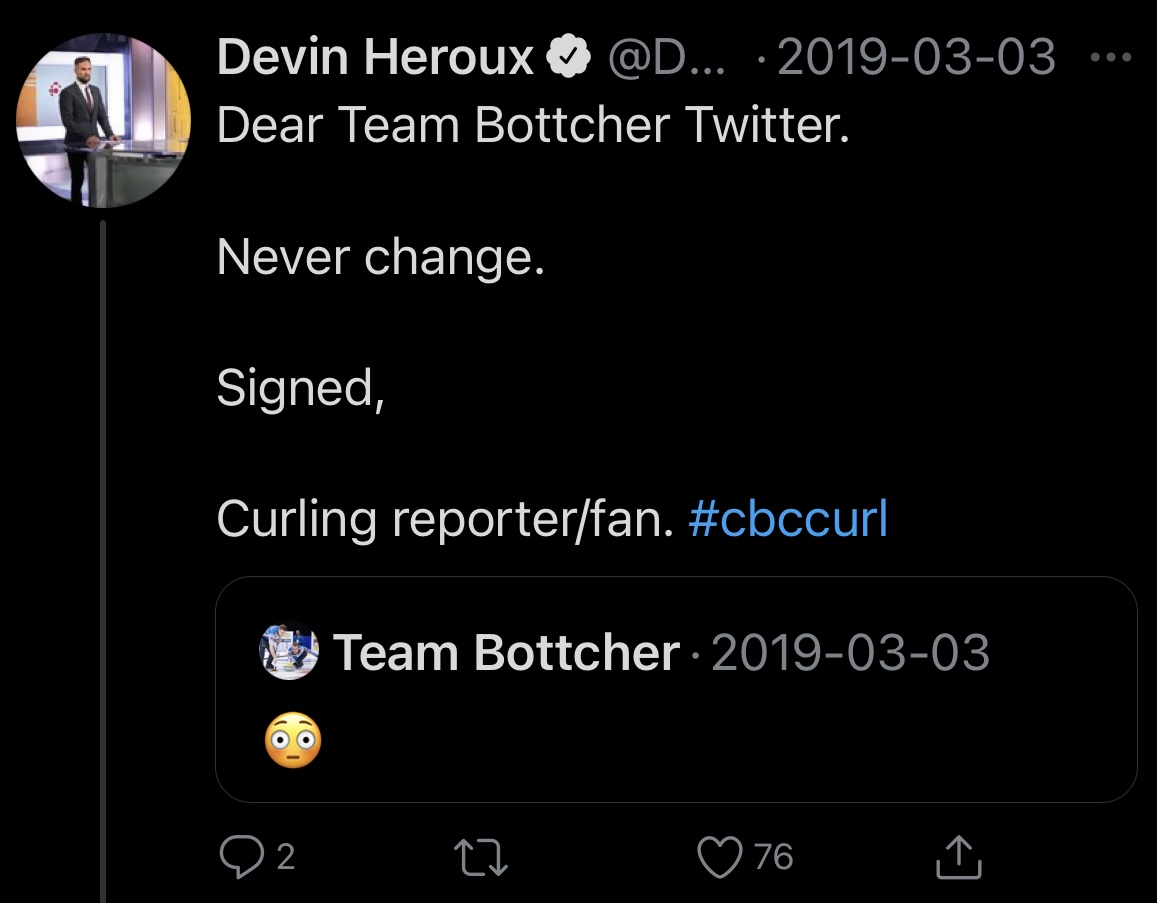 Devin Heroux @D... · 2019-03-03 ...
Dear Team Bottcher Twitter.
Never change.
Signed,
Curling reporter/fan. #cbccurl
Team Bottcher · 2019-03-03
😳
2 76